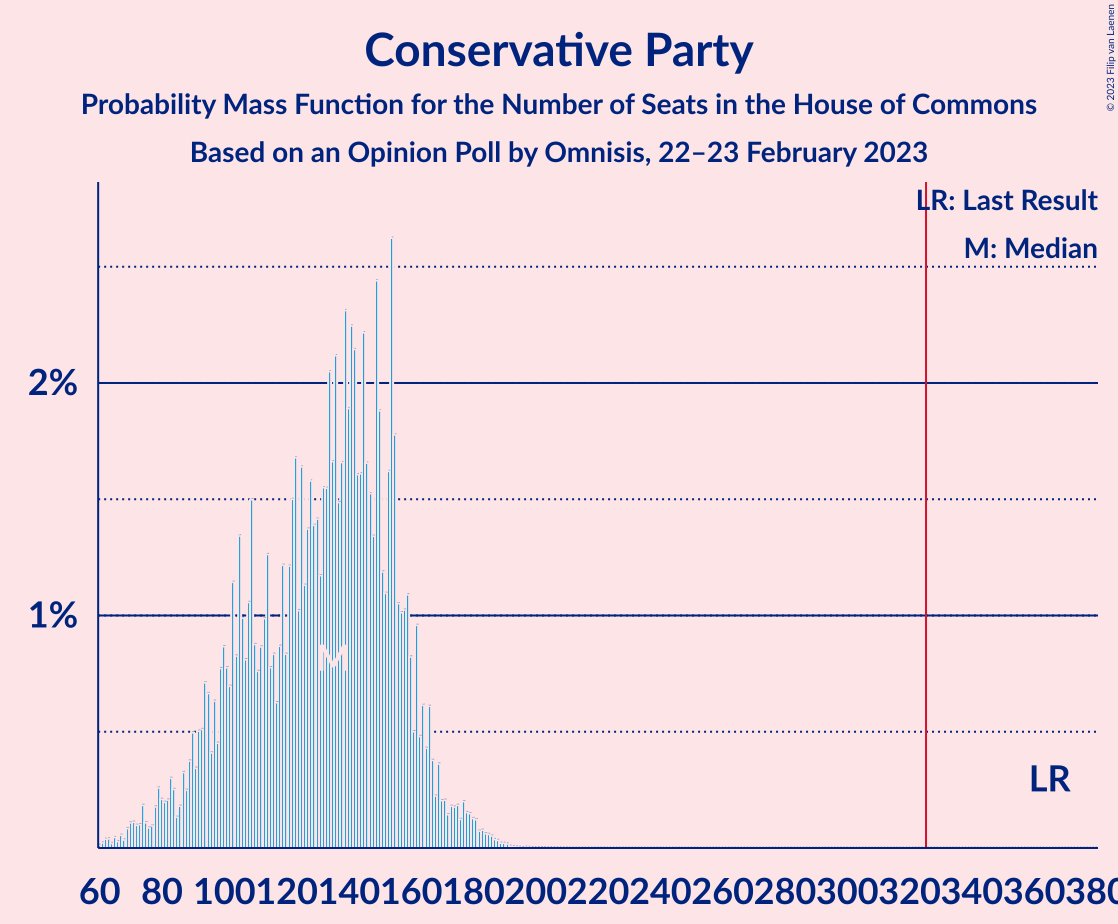 Conservative Party
Probability Mass Function for the Number of Seats in the House of Commons
Based on an Opinion Poll by Omnisis, 22–23 February 2023
© 2023 Filip van Laenen
LR: Last Result
M: Median
2%
1%
M
LR
60 80 100 120 140 160 180 200 220 240 260 280 300 320 340 360 380